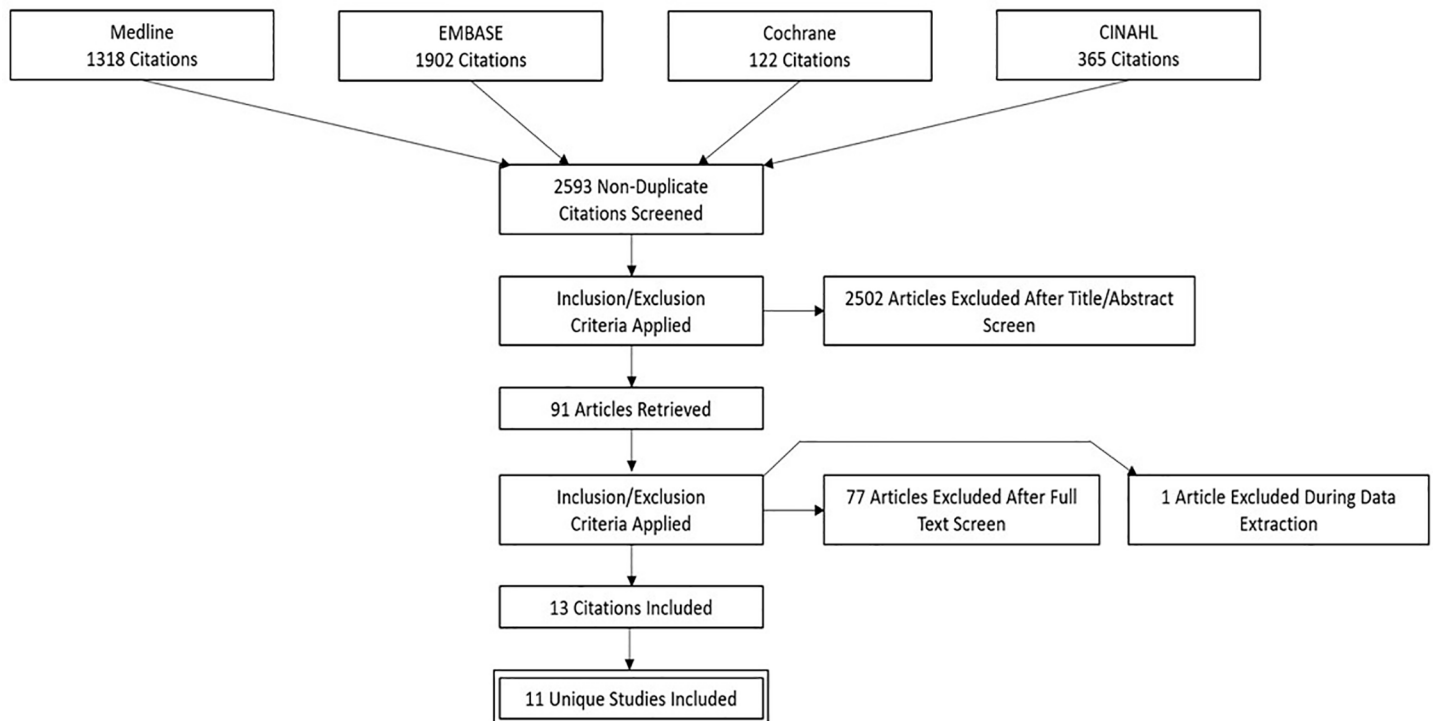 Medline
1318 Citations
EMBASE
1902 Citations
Cochrane
122 Citations
CINAHL
365 Citations
2593 Non-Duplicate
Citations Screened
Inclusion/Exclusion
Criteria Applied
2502 Articles Excluded After Title/Abstract
Screen
91 Articles Retrieved
Inclusion/Exclusion
Criteria Applied
77 Articles Excluded After Full
Text Screen
1 Article Excluded During Data
Extraction
13 Citations Included
11 Unique Studies Included